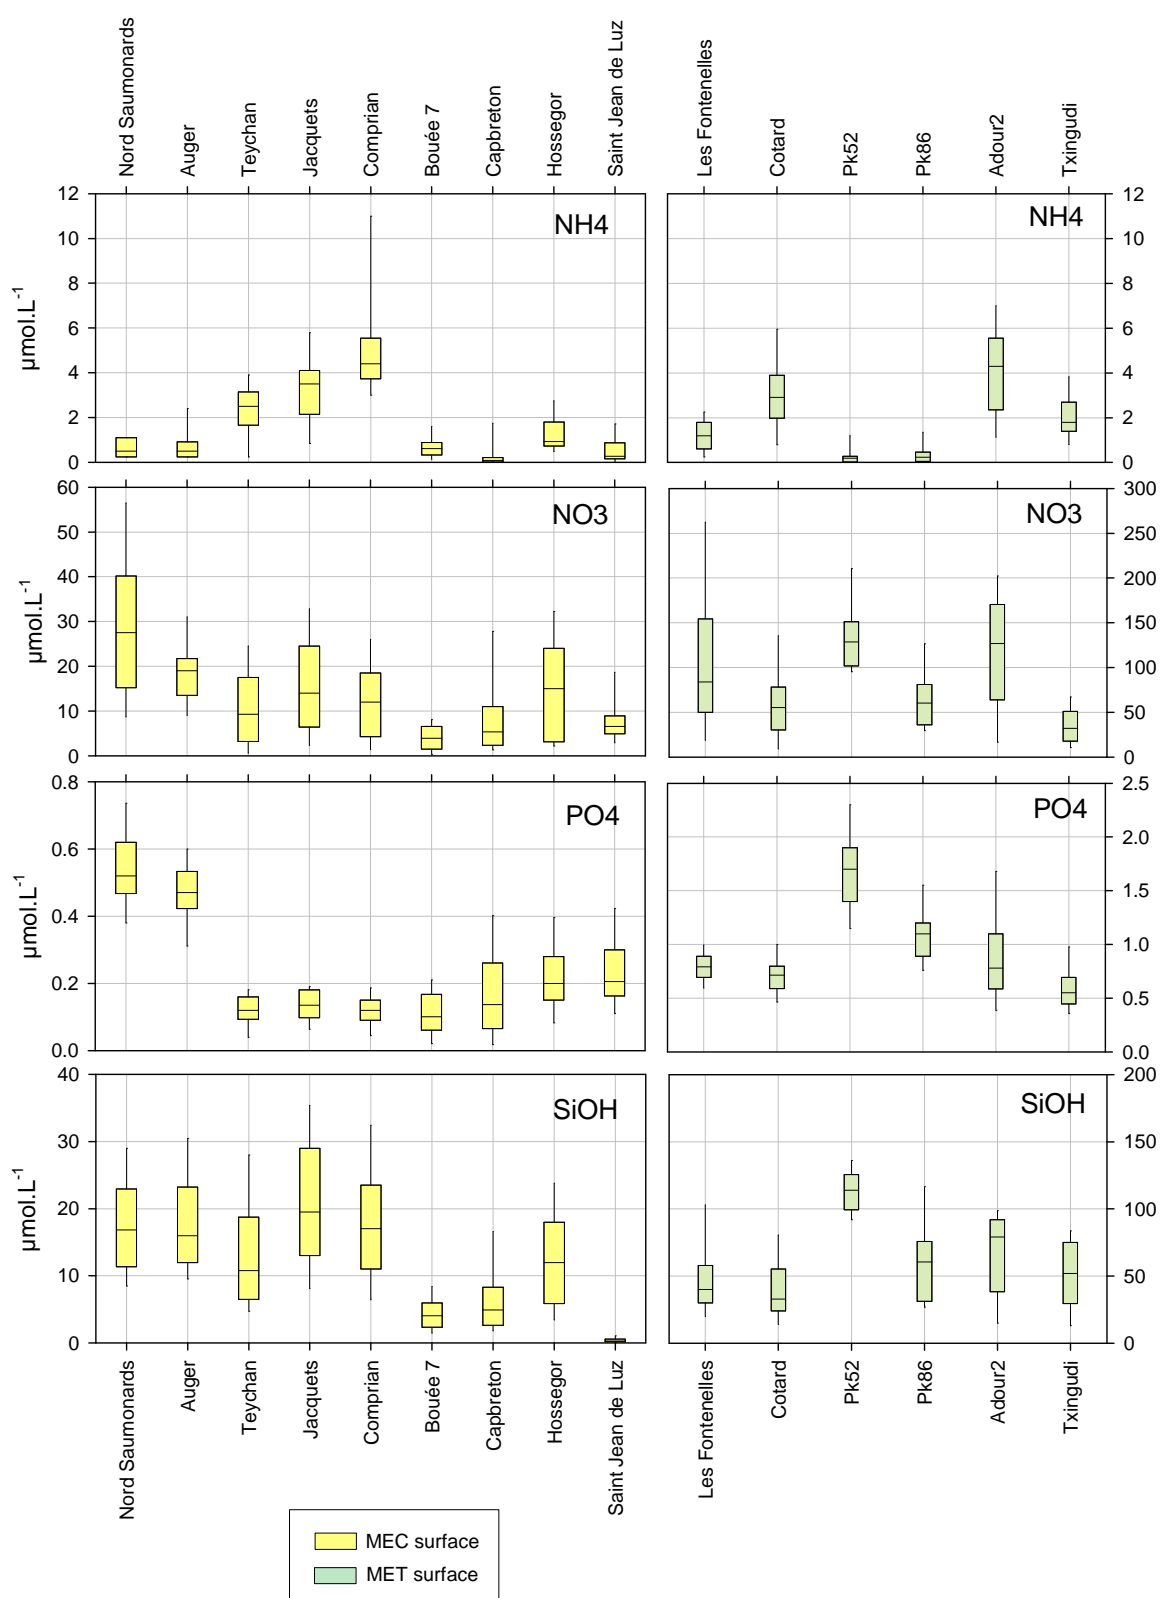 Nord Saumonards
Auger
Teychan
Jacquets
Comprian
Bouée 7
Capbreton
Hossegor
Saint Jean de Luz
Les Fontenelles
Cotard
Pk52
Pk86
Adour2
Txingudi
µmol.L-1
12
10
8
6
4
2
0
NH4
NH4
12
10
8
6
4
2
0
µmol.L-1
60
50
40
30
20
10
0
NO3
NO3
300
250
200
150
100
50
0
µmol.L-1
0.8
0.6
0.4
0.2
0.0
PO4
PO4
2.5
2.0
1.5
1.0
0.5
0.0
µmol.L-1
40
30
20
10
0
SiOH
SiOH
200
150
100
50
0
Nord Saumonards
Auger
Teychan
Jacquets
Comprian
Bouée 7
Capbreton
Hossegor
Saint Jean de Luz
Les Fontenelles
Cotard
Pk52
Pk86
Adour2
Txingudi
MEC surface
MET surface